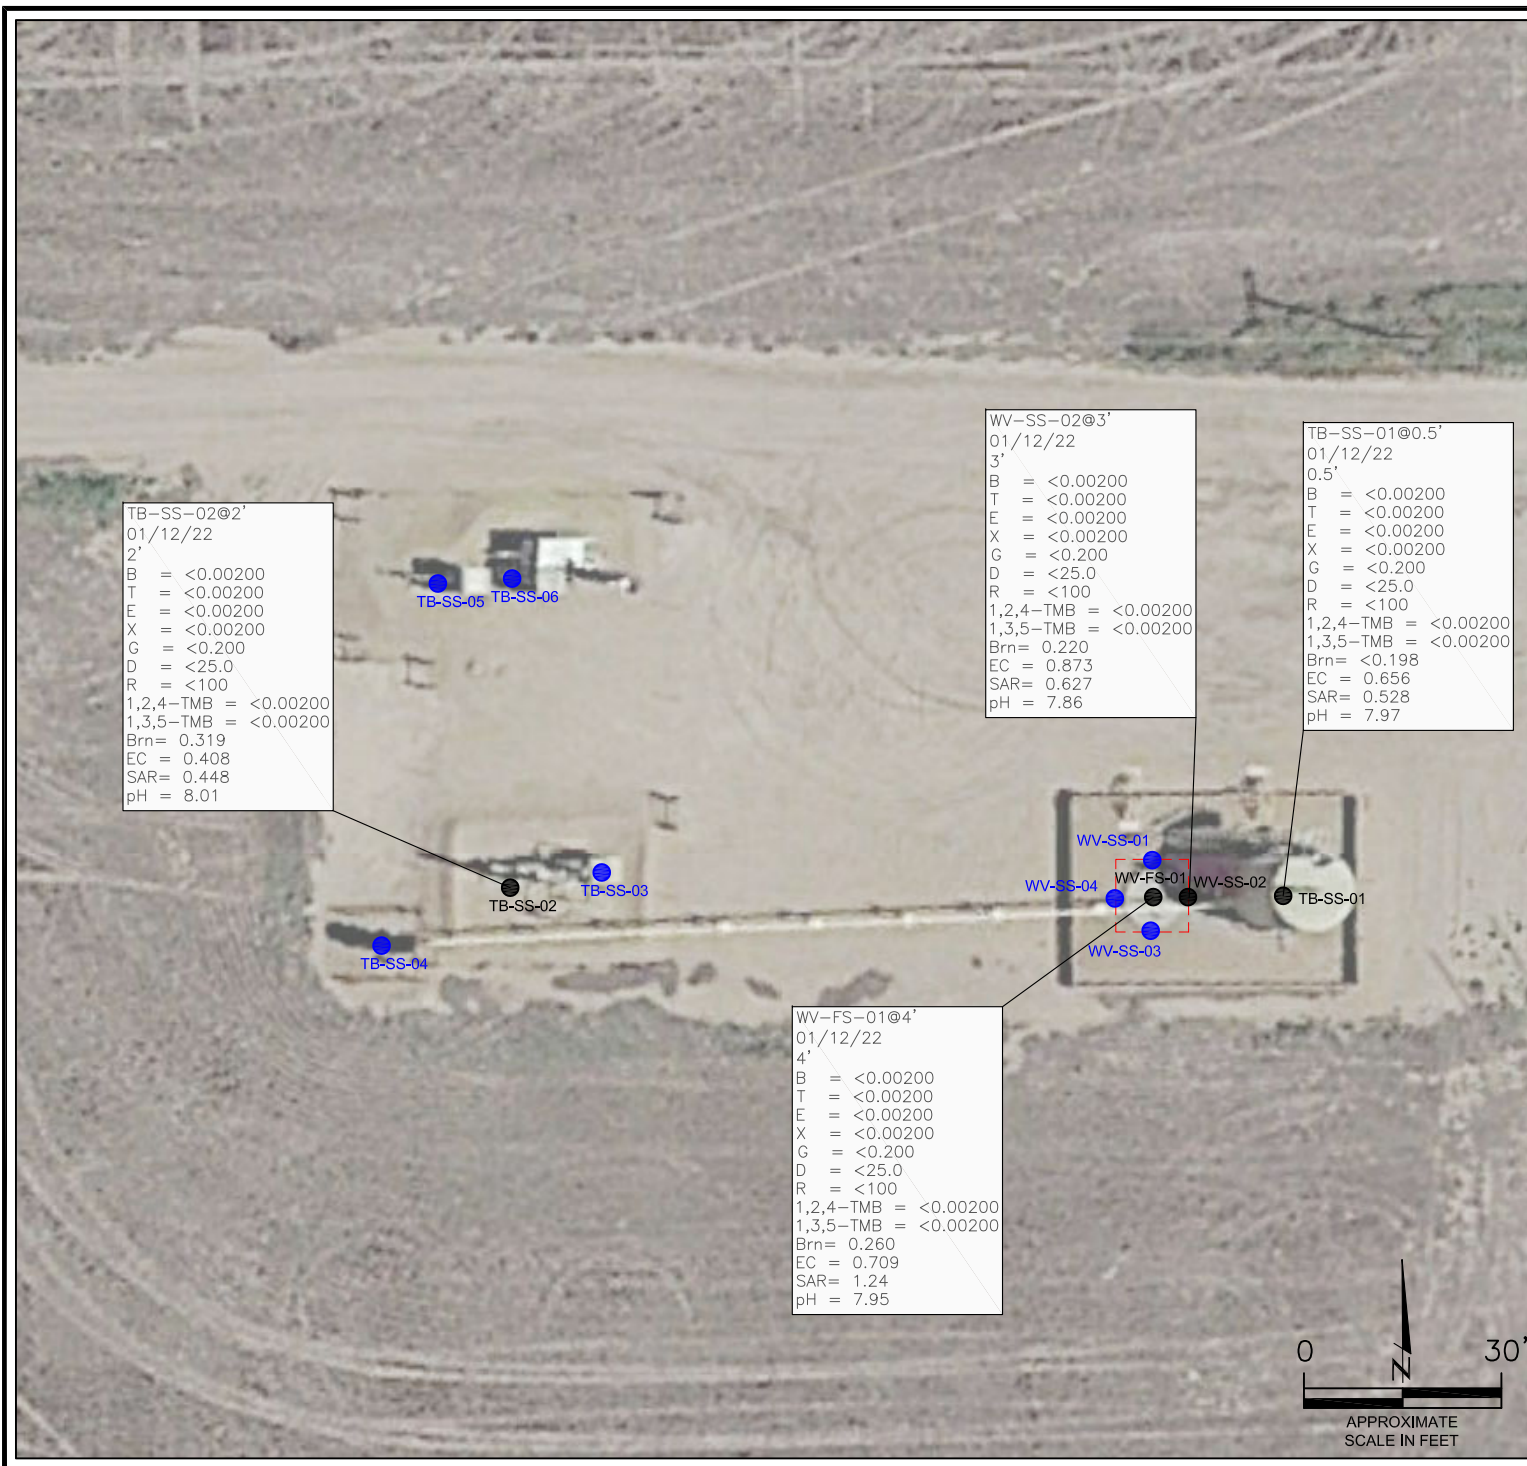 WV-SS-02@3'
01/12/22
3'
B = <0.00200
T = <0.00200
E = <0.00200
X = <0.00200
G = <0.200
D = <25.0
R = <100
1,2,4-TMB = <0.00200
1,3,5-TMB = <0.00200
Brn= 0.220
EC = 0.873
SAR= 0.627
pH = 7.86
TB-SS-01@0.5'
01/12/22
0.5'
B = <0.00200
T = <0.00200
E = <0.00200
X = <0.00200
G = <0.200
D = <25.0
R = <100
1,2,4-TMB = <0.00200
1,3,5-TMB = <0.00200
Brn= <0.198
EC = 0.656
SAR= 0.528
pH = 7.97
TB-SS-02@2'
01/12/22
2'
B = <0.00200
T = <0.00200
E = <0.00200
X = <0.00200
G = <0.200
D = <25.0
R = <100
1,2,4-TMB = <0.00200
1,3,5-TMB = <0.00200
Brn= 0.319
EC = 0.408
SAR= 0.448
pH = 8.01
TB-SS-05
TB-SS-06
WV-SS-01
WV-FS-01
WV-SS-02
WV-SS-04
TB-SS-01
TB-SS-03
TB-SS-02
WV-SS-03
TB-SS-04
WV-FS-01@4'
01/12/22
4'
B = <0.00200
T = <0.00200
E = <0.00200
X = <0.00200
G = <0.200
D = <25.0
R = <100
1,2,4-TMB = <0.00200
1,3,5-TMB = <0.00200
Brn= 0.260
EC = 0.709
SAR= 1.24
pH = 7.95
N
0 30'
APPROXIMATE
SCALE IN FEET